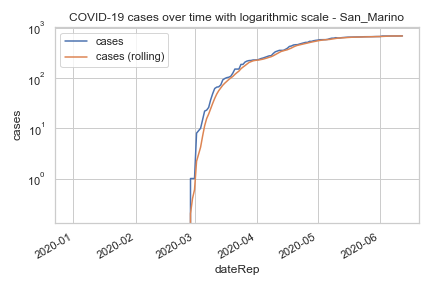 COVID-19 cases over time with logarithmic scale - San_Marino
cases
cases (rolling)
10³
10²
10¹
10⁰
cases
2020-01
2020-02
2020-03
2020-04
2020-05
2020-06
dateRep